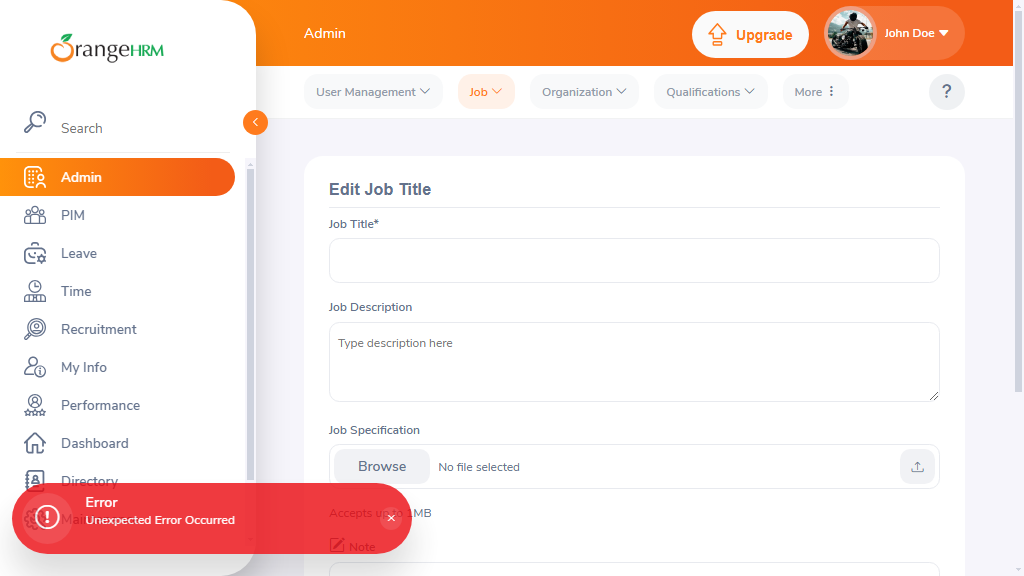 OrangeHRM
Admin
Upgrade
John Doe
User Management
Job
Organization
Qualifications
More
?
Search
Admin
PIM
Leave
Time
Recruitment
My Info
Performance
Dashboard
Directory
Edit Job Title
Job Title*
Job Description
Type description here
Job Specification
Browse
No file selected
Accepts up to 1MB
Note
Error
Unexpected Error Occurred